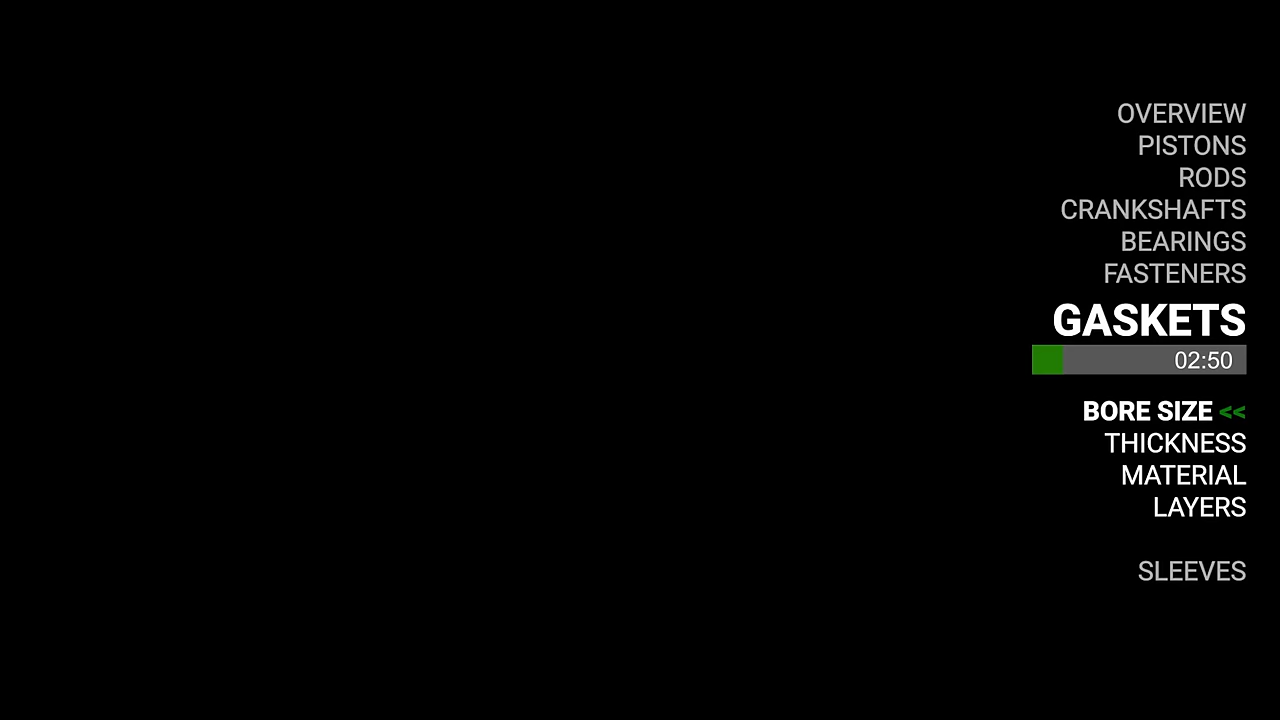 OVERVIEW
PISTONS
RODS
CRANKSHAFTS
BEARINGS
FASTENERS
GASKETS
02:50
BORE SIZE <<
THICKNESS
MATERIAL
LAYERS
SLEEVES